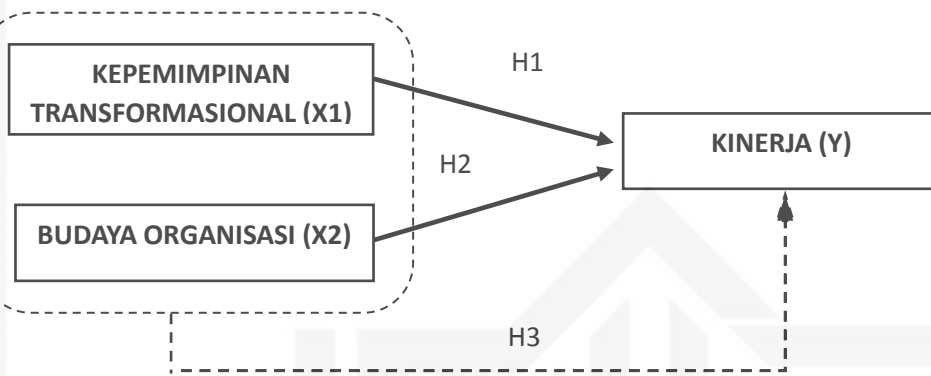 H1
KEPEMIMPINAN
TRANSFORMASIONAL (X1)
KINERJA (Y)
H2
BUDAYA ORGANISASI (X2)
H3